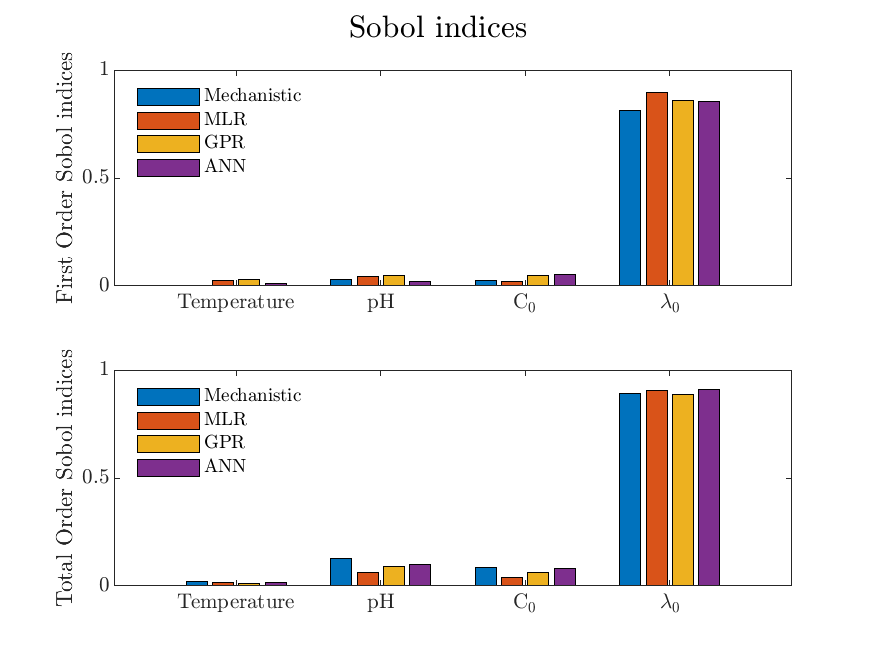 Sobol indices
First Order Sobol indices
1
0.5
0
Mechanistic
MLR
GPR
ANN
Temperature pH C₀ λ₀
Total Order Sobol indices
1
0.5
0
Mechanistic
MLR
GPR
ANN
Temperature pH C₀ λ₀